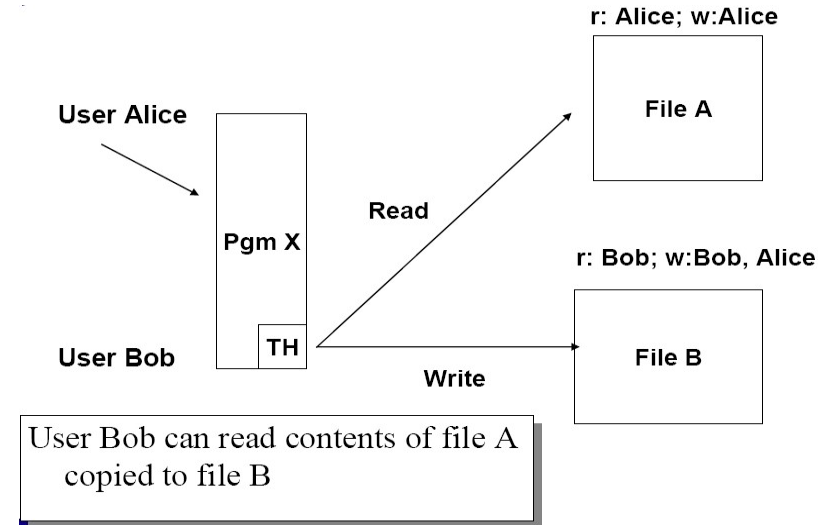 r: Alice; w:Alice
User Alice
File A
Read
Pgm X
r: Bob; w:Bob, Alice
User Bob
TH
File B
Write
User Bob can read contents of file A
copied to file B